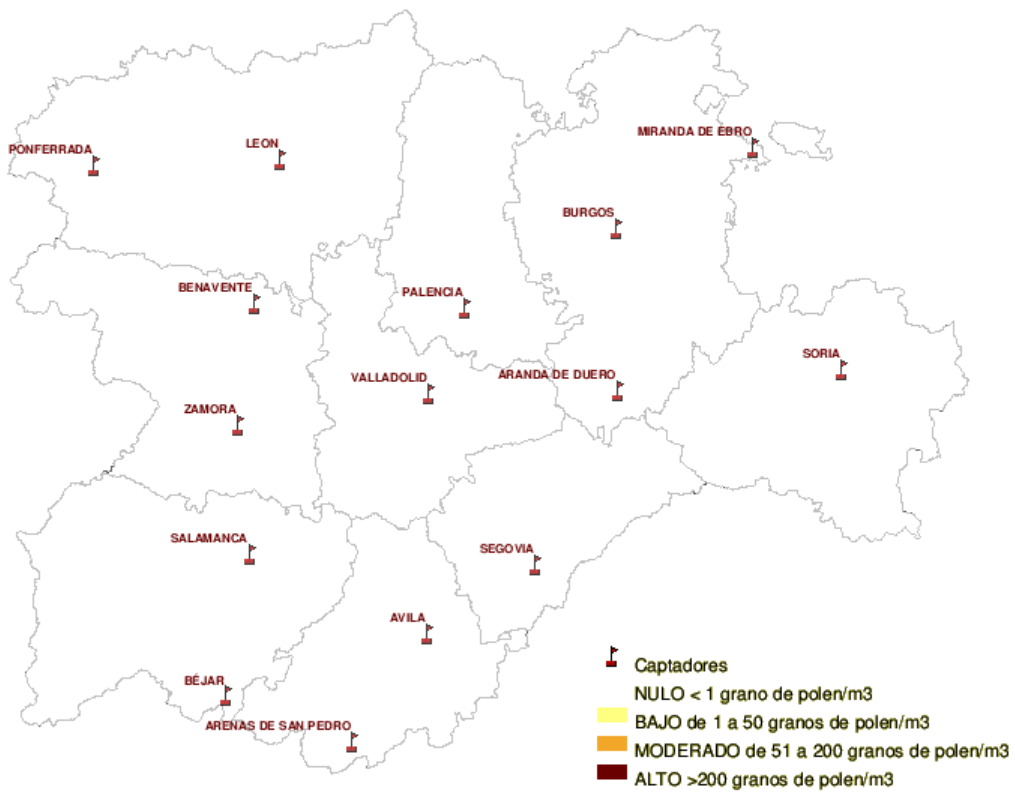 MIRANDA DE EBRO
PONFERRADA
LEON
BURGOS
BENAVENTE
PALENCIA
SORIA
VALLADOLID
ARANDA DE DUERO
ZAMORA
SALAMANCA
SEGOVIA
AVILA
BÉJAR
ARENAS DE SAN PEDRO
Captadores
NULO < 1 grano de polen/m3
BAJO de 1 a 50 granos de polen/m3
MODERADO de 51 a 200 granos de polen/m3
ALTO >200 granos de polen/m3